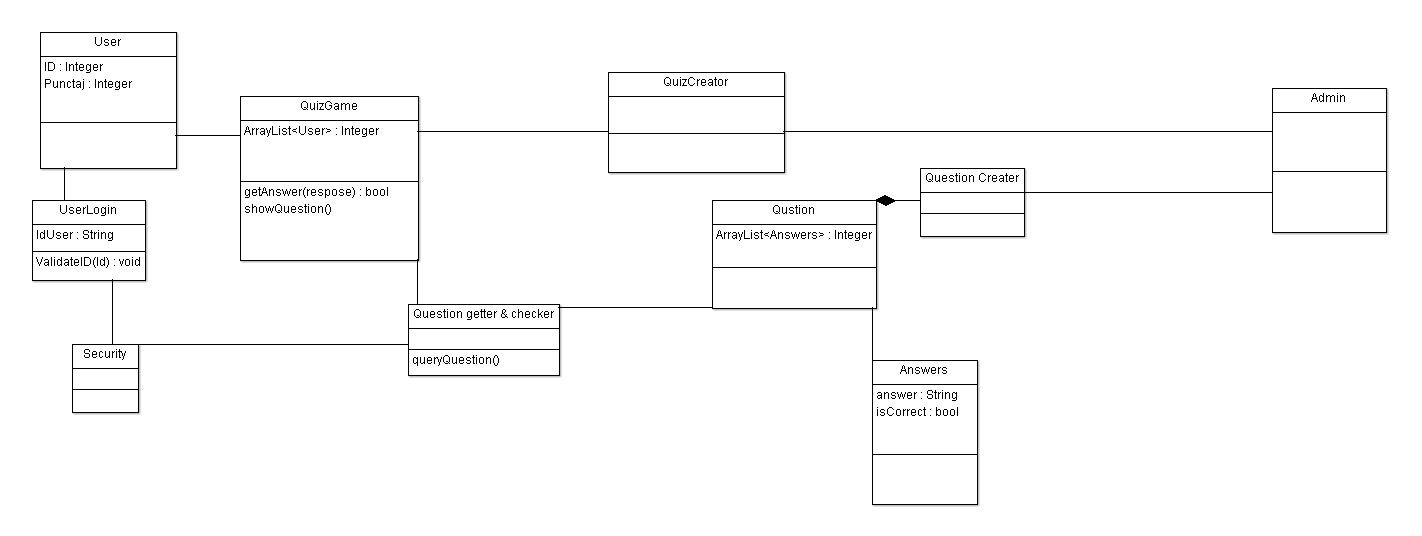 User
ID : Integer
Punctaj : Integer
QuizGame
ArrayList<User> : Integer
getAnswer(respose) : bool
showQuestion()
QuizCreator
Admin
Question Creater
UserLogin
IdUser : String
ValidateID(Id) : void
Qustion
ArrayList<Answers> : Integer
Question getter & checker
queryQuestion()
Security
Answers
answer : String
isCorrect : bool